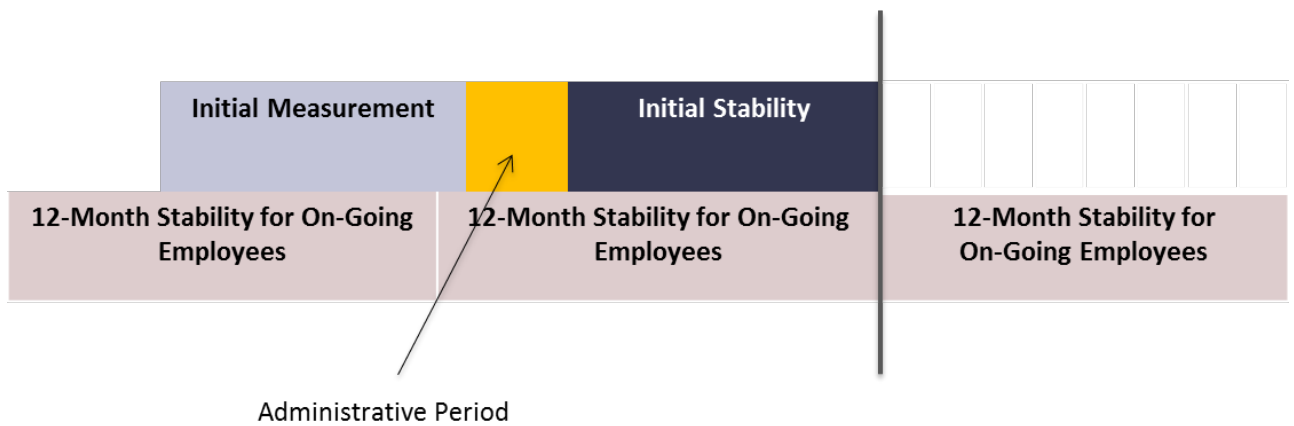 Initial Measurement
Initial Stability
12-Month Stability for On-Going
Employees
12-Month Stability for On-Going
Employees
12-Month Stability for
On-Going Employees
Administrative Period